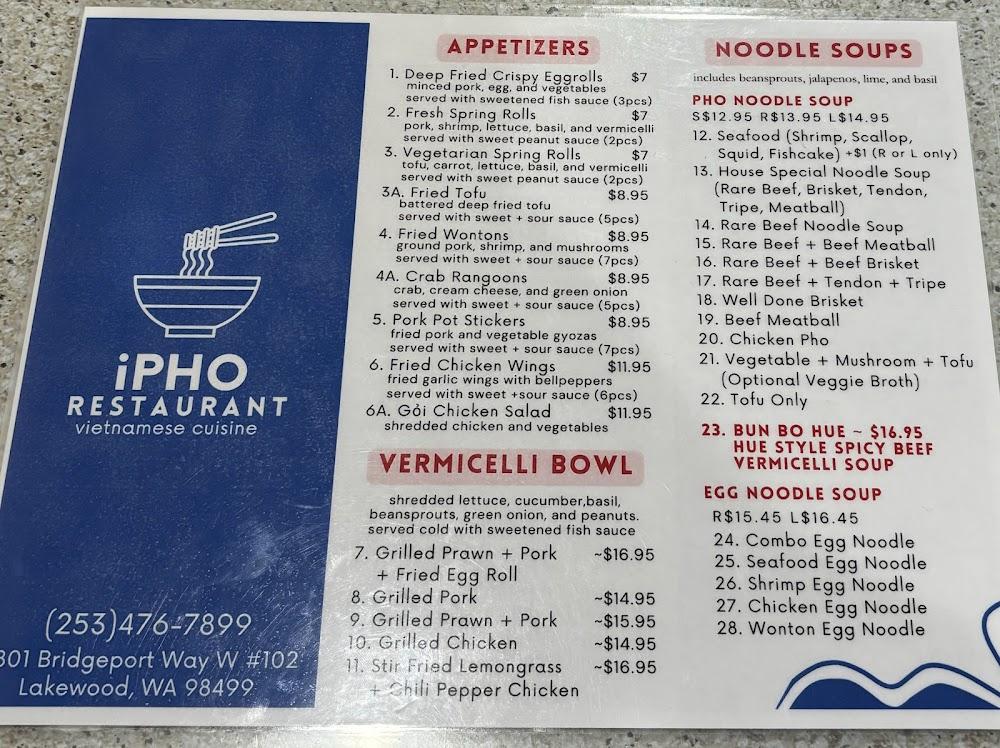 iPHO
RESTAURANT
vietnamese cuisine
(253)476-7899
301 Bridgeport Way W #102
Lakewood, WA 98499
APPETIZERS
1. Deep Fried Crispy Eggrolls $7
minced pork, egg, and vegetables
served with sweetened fish sauce (3pcs)
2. Fresh Spring Rolls $7
pork, shrimp, lettuce, basil, and vermicelli
served with sweet peanut sauce (2pcs)
3. Vegetarian Spring Rolls $7
tofu, carrot, lettuce, basil, and vermicelli
served with sweet peanut sauce (2pcs)
3A. Fried Tofu $8.95
battered deep fried tofu
served with sweet + sour sauce (5pcs)
4. Fried Wontons $8.95
ground pork, shrimp, and mushrooms
served with sweet + sour sauce (7pcs)
4A. Crab Rangoons $8.95
crab, cream cheese, and green onion
served with sweet + sour sauce (5pcs)
5. Pork Pot Stickers $8.95
fried pork and vegetable gyozas
served with sweet + sour sauce (7pcs)
6. Fried Chicken Wings $11.95
fried garlic wings with bellpeppers
served with sweet +sour sauce (6pcs)
6A. Gỏi Chicken Salad $11.95
shredded chicken and vegetables
VERMICELLI BOWL
shredded lettuce, cucumber,basil,
beansprouts, green onion, and peanuts.
served cold with sweetened fish sauce
7. Grilled Prawn + Pork ~$16.95
+ Fried Egg Roll
8. Grilled Pork ~$14.95
9. Grilled Prawn + Pork ~$15.95
10. Grilled Chicken ~$14.95
11. Stir Fried Lemongrass ~$16.95
+ Chili Pepper Chicken
NOODLE SOUPS
includes beansprouts, jalapenos, lime, and basil
PHO NOODLE SOUP
S$12.95 R$13.95 L$14.95
12. Seafood (Shrimp, Scallop,
Squid, Fishcake) +$1 (R or L only)
13. House Special Noodle Soup
(Rare Beef, Brisket, Tendon,
Tripe, Meatball)
14. Rare Beef Noodle Soup
15. Rare Beef + Beef Meatball
16. Rare Beef + Beef Brisket
17. Rare Beef + Tendon + Tripe
18. Well Done Brisket
19. Beef Meatball
20. Chicken Pho
21. Vegetable + Mushroom + Tofu
(Optional Veggie Broth)
22. Tofu Only
23. BUN BO HUE ~ $16.95
HUE STYLE SPICY BEEF
VERMICELLI SOUP
EGG NOODLE SOUP
R$15.45 L$16.45
24. Combo Egg Noodle
25. Seafood Egg Noodle
26. Shrimp Egg Noodle
27. Chicken Egg Noodle
28. Wonton Egg Noodle